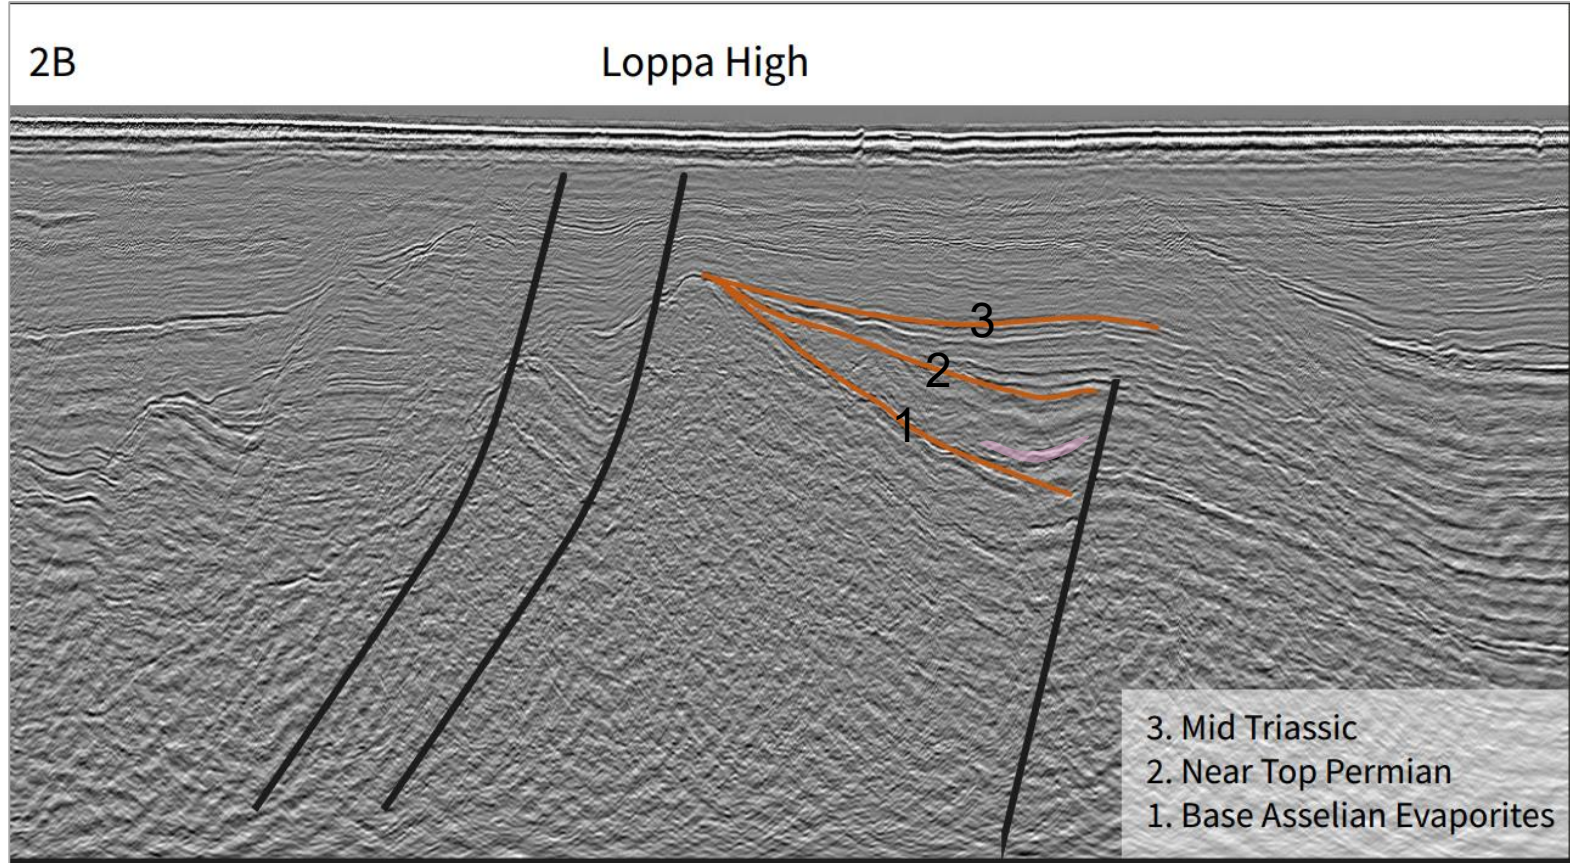 2B
Loppa High
3
2
1
3. Mid Triassic
2. Near Top Permian
1. Base Asselian Evaporites